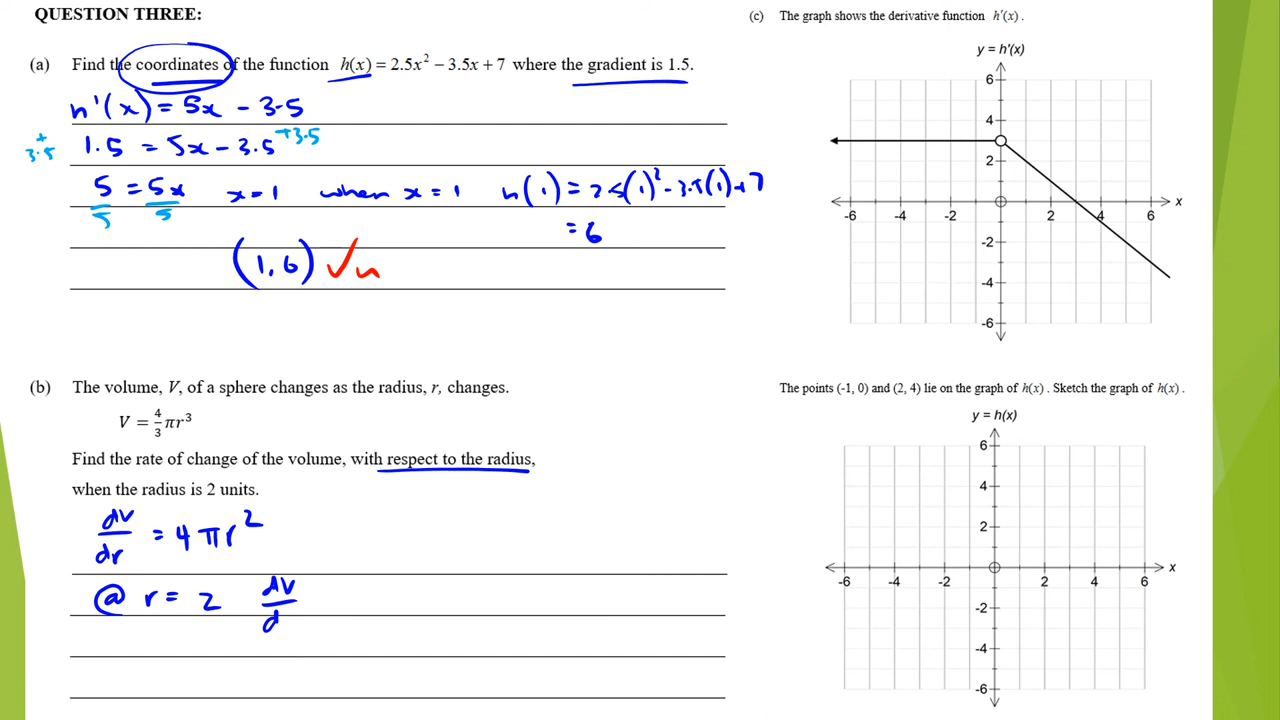 QUESTION THREE:
(a) Find the coordinates of the function h(x) = 2.5x² − 3.5x + 7 where the gradient is 1.5.
h'(x) = 5x - 3.5
+ 3.5 1.5 = 5x - 3.5 +3.5
5/5 = 5x/5 x = 1 when x = 1 h(1) = 2.5(1)² - 3.5(1) + 7
= 6
(1, 6) ✓n
(b) The volume, V, of a sphere changes as the radius, r, changes.
V = 4/3 πr³
Find the rate of change of the volume, with respect to the radius,
when the radius is 2 units.
dV/dr = 4πr²
@ r = 2 dV/d
(c) The graph shows the derivative function h'(x).
y = h'(x)
6
4
2
-6 -4 -2 2 4 6 x
-2
-4
-6
The points (-1, 0) and (2, 4) lie on the graph of h(x). Sketch the graph of h(x).
y = h(x)
6
4
2
-6 -4 -2 2 4 6 x
-2
-4
-6